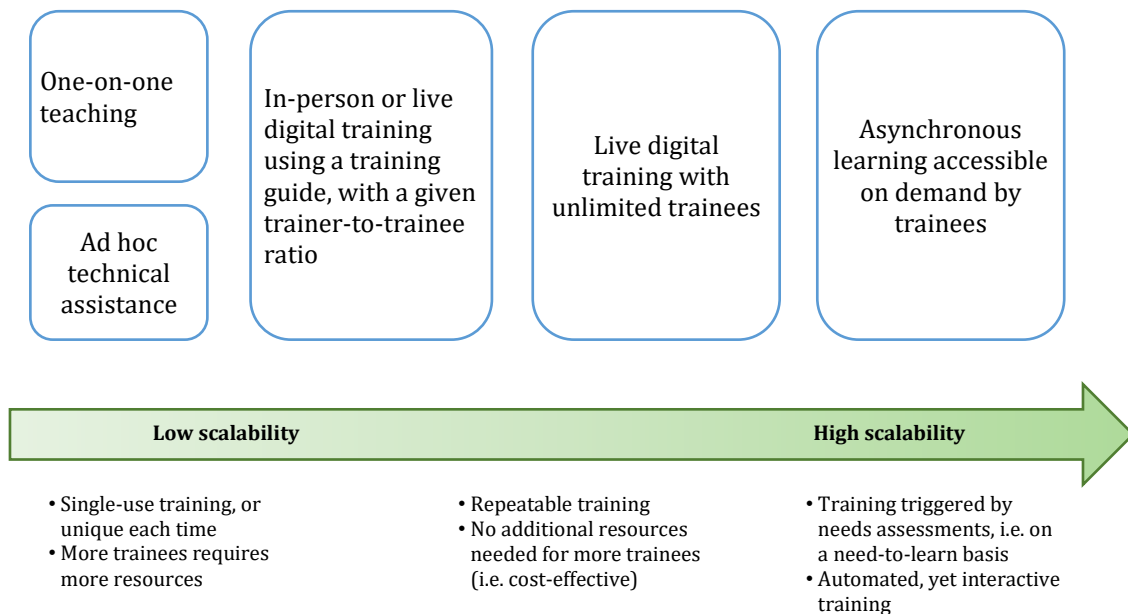 One-on-one
teaching
Ad hoc
technical
assistance
In-person or live
digital training
using a training
guide, with a given
trainer-to-trainee
ratio
Live digital
training with
unlimited trainees
Asynchronous
learning accessible
on demand by
trainees
Low scalability
High scalability
• Single-use training, or
unique each time
• More trainees requires
more resources
• Repeatable training
• No additional resources
needed for more trainees
(i.e. cost-effective)
• Training triggered by
needs assessments, i.e. on
a need-to-learn basis
• Automated, yet interactive
training